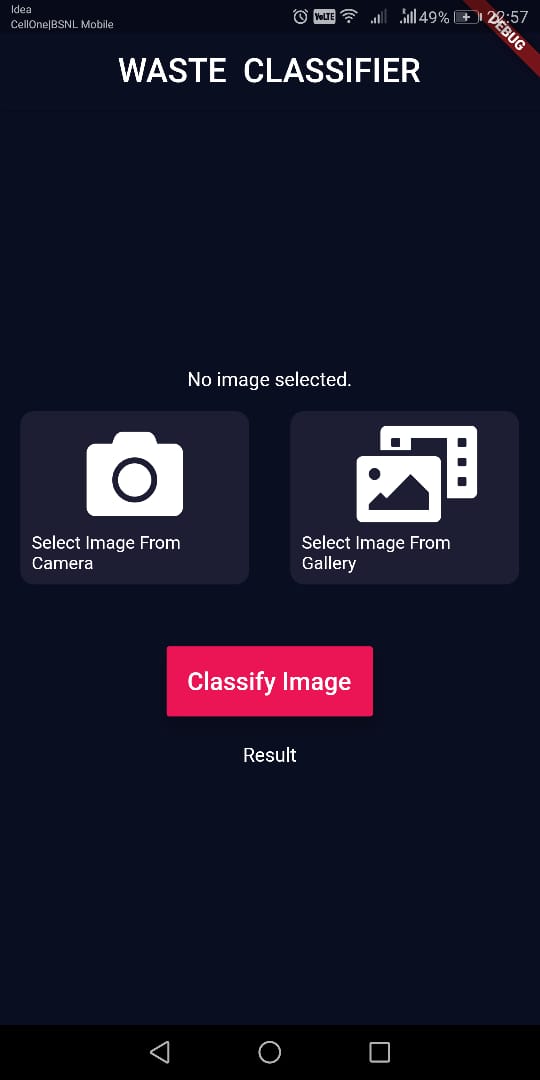 Idea
CellOne|BSNL Mobile
VoLTE
49%
22:57
DEBUG
WASTE CLASSIFIER
No image selected.
Select Image From
Camera
Select Image From
Gallery
Classify Image
Result